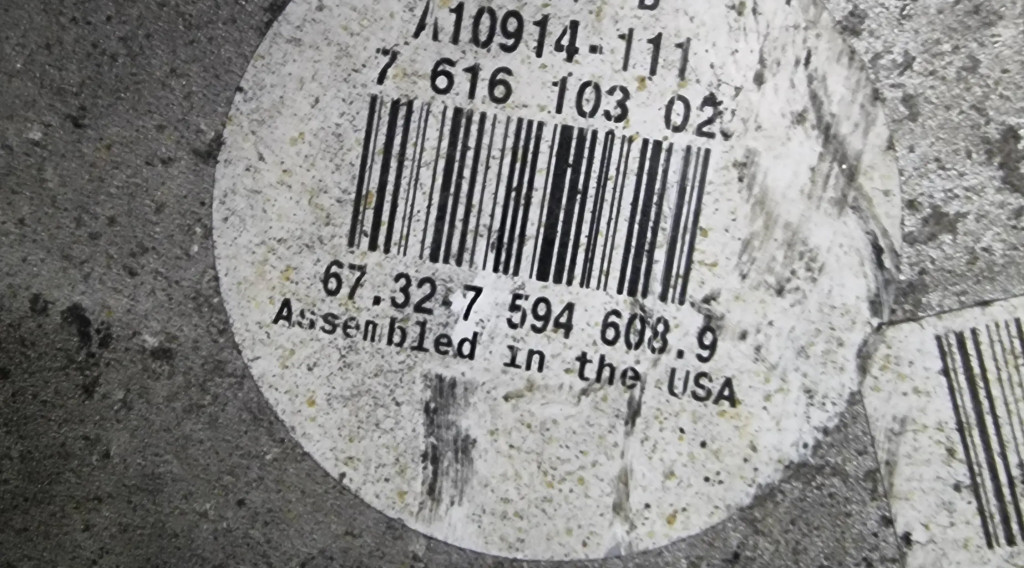 A10914-111
7 616 103 02
67.32-7 594 608.9
Assembled in the USA